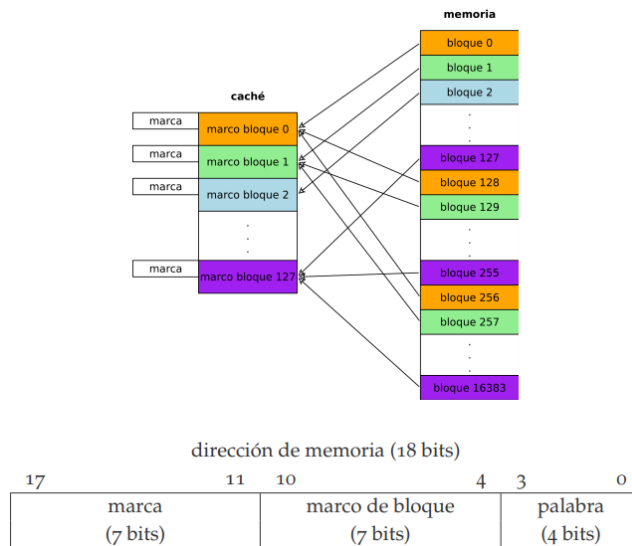 memoria
bloque 0
bloque 1
bloque 2
caché
marca
marco bloque 0
marca
marco bloque 1
marca
marco bloque 2
bloque 127
bloque 128
bloque 129
marca
marco bloque 127
bloque 255
bloque 256
bloque 257
bloque 16383
dirección de memoria (18 bits)
17 11 10 4 3 0
marca marco de bloque palabra
(7 bits) (7 bits) (4 bits)